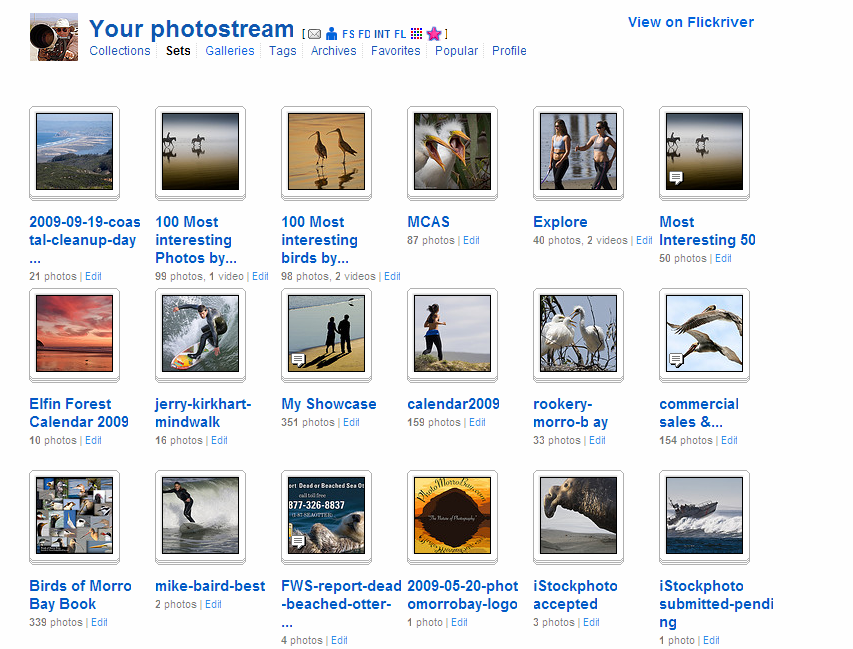 Your photostream [ FS FD INT FL ]
View on Flickriver
Collections Sets Galleries Tags Archives Favorites Popular Profile
2009-09-19-coas
tal-cleanup-day
...
21 photos | Edit
100 Most
interesting
Photos by...
99 photos, 1 video | Edit
100 Most
interesting
birds by...
98 photos, 2 videos | Edit
MCAS
87 photos | Edit
Explore
40 photos, 2 videos | Edit
Most
Interesting 50
50 photos | Edit
Elfin Forest
Calendar 2009
10 photos | Edit
jerry-kirkhart-
mindwalk
16 photos | Edit
My Showcase
351 photos | Edit
calendar2009
159 photos | Edit
rookery-
morro-b ay
33 photos | Edit
commercial
sales &...
154 photos | Edit
ort Dead or Beached Sea Ot
call toll free
877-326-8837
PhotoMorroBay.com
"The Nature of Photography"
Birds of Morro
Bay Book
339 photos | Edit
mike-baird-best
2 photos | Edit
FWS-report-dead
-beached-otter-
...
4 photos | Edit
2009-05-20-phot
omorrobay-logo
1 photo | Edit
iStockphoto
accepted
3 photos | Edit
iStockphoto
submitted-pendi
ng
1 photo | Edit